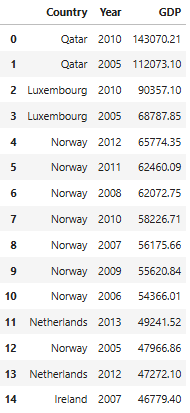 Country Year GDP
0 Qatar 2010 143070.21
1 Qatar 2005 112073.10
2 Luxembourg 2010 90357.10
3 Luxembourg 2005 68787.85
4 Norway 2012 65774.35
5 Norway 2011 62460.09
6 Norway 2008 62072.75
7 Norway 2010 58226.71
8 Norway 2007 56175.66
9 Norway 2009 55620.84
10 Norway 2006 54366.01
11 Netherlands 2013 49241.52
12 Norway 2005 47966.86
13 Netherlands 2012 47272.10
14 Ireland 2007 46779.40